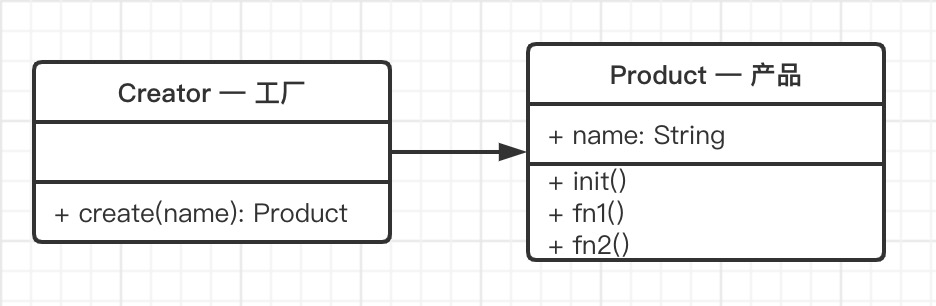 Creator — 工厂
+ create(name): Product
Product — 产品
+ name: String
+ init()
+ fn1()
+ fn2()